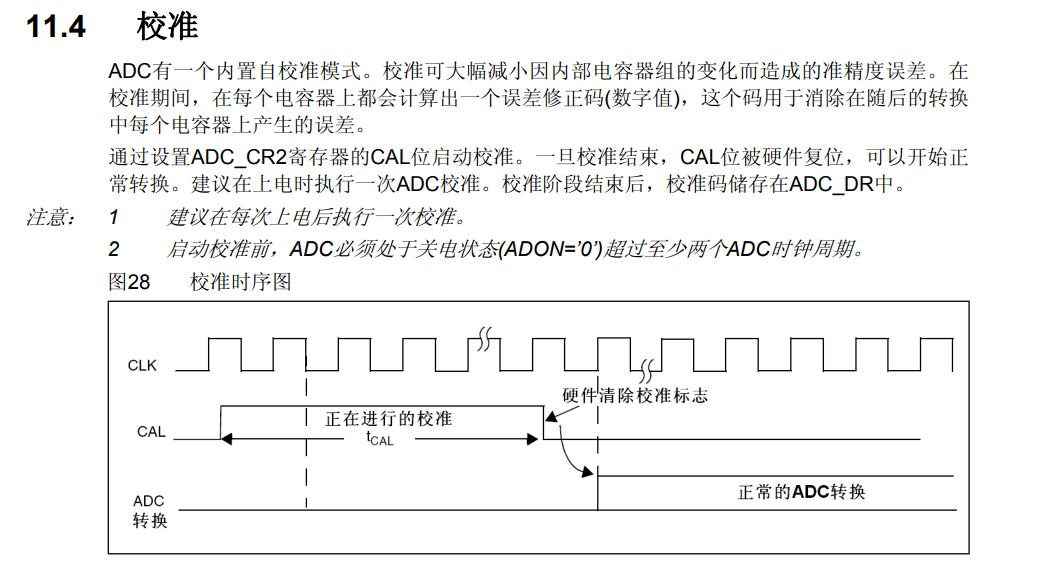 11.4 校准
ADC有一个内置自校准模式。校准可大幅减小因内部电容器组的变化而造成的准精度误差。在
校准期间，在每个电容器上都会计算出一个误差修正码(数字值)，这个码用于消除在随后的转换
中每个电容器上产生的误差。
通过设置ADC_CR2寄存器的CAL位启动校准。一旦校准结束，CAL位被硬件复位，可以开始正
常转换。建议在上电时执行一次ADC校准。校准阶段结束后，校准码储存在ADC_DR中。
注意： 1 建议在每次上电后执行一次校准。
2 启动校准前，ADC必须处于关电状态(ADON=’0’)超过至少两个ADC时钟周期。
图28 校准时序图
CLK
硬件清除校准标志
正在进行的校准
CAL
tCAL
正常的ADC转换
ADC
转换